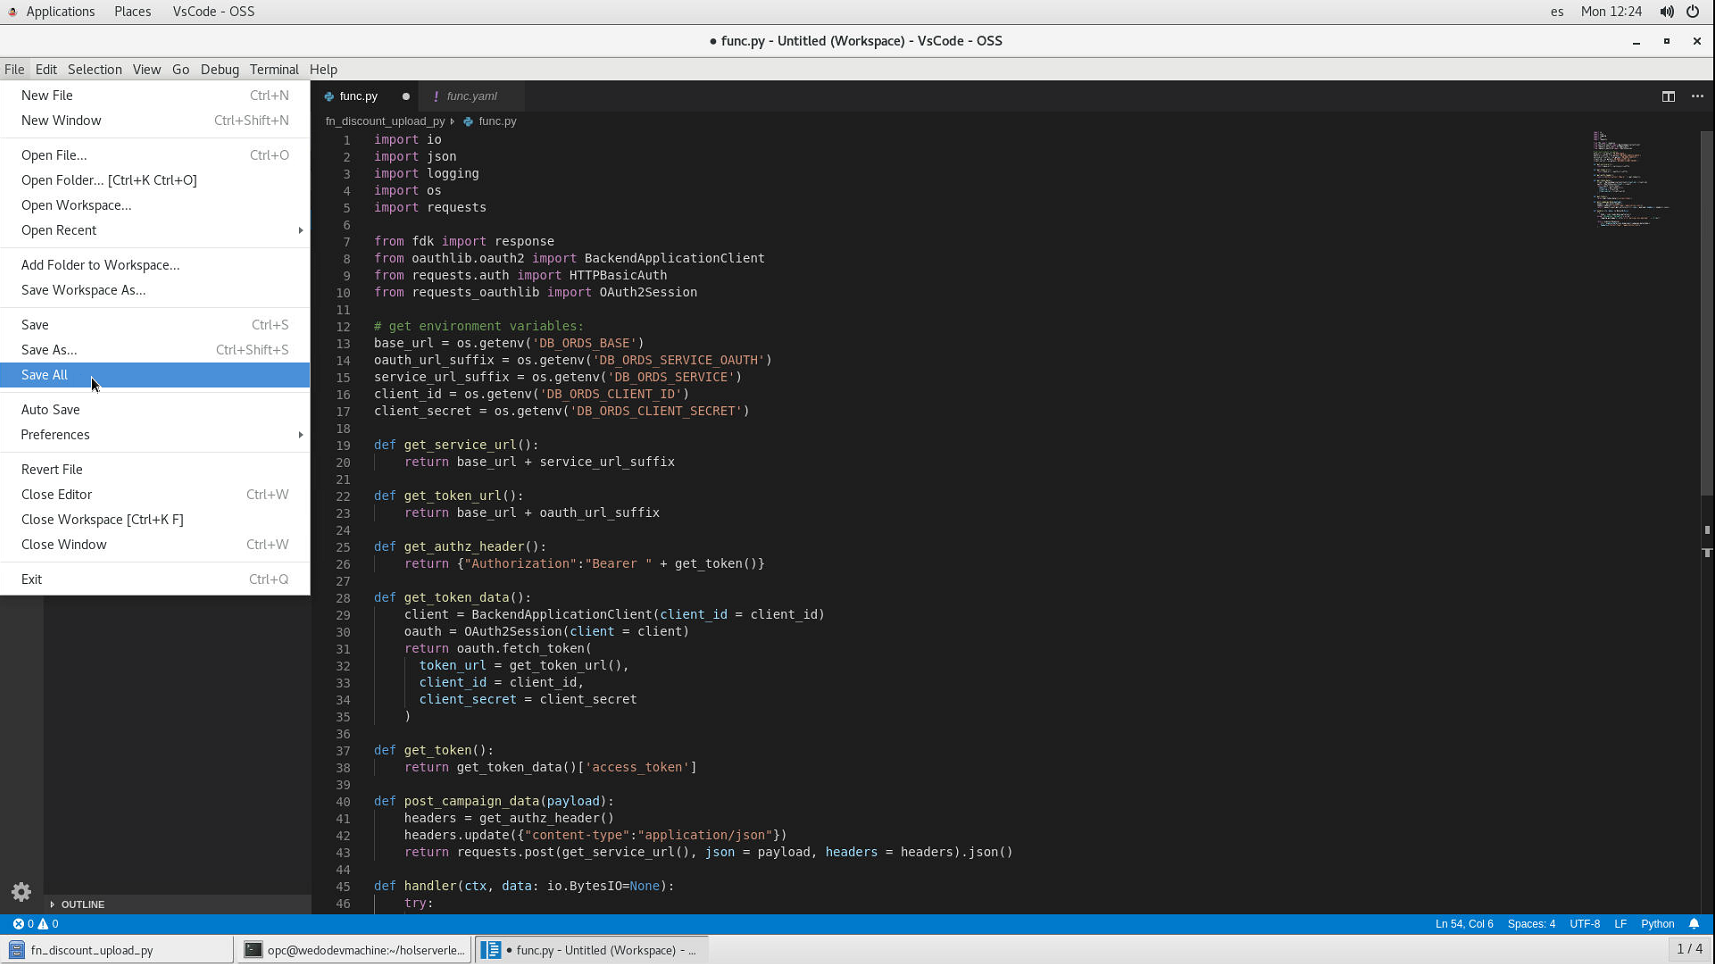 Applications Places VsCode - OSS es Mon 12:24
● func.py - Untitled (Workspace) - VsCode - OSS
File Edit Selection View Go Debug Terminal Help
New File Ctrl+N
New Window Ctrl+Shift+N
Open File... Ctrl+O
Open Folder... [Ctrl+K Ctrl+O]
Open Workspace...
Open Recent
Add Folder to Workspace...
Save Workspace As...
Save Ctrl+S
Save As... Ctrl+Shift+S
Save All
Auto Save
Preferences
Revert File
Close Editor Ctrl+W
Close Workspace [Ctrl+K F]
Close Window Ctrl+W
Exit Ctrl+Q
OUTLINE
func.py ● ! func.yaml
fn_discount_upload_py func.py
1 import io
2 import json
3 import logging
4 import os
5 import requests
6
7 from fdk import response
8 from oauthlib.oauth2 import BackendApplicationClient
9 from requests.auth import HTTPBasicAuth
10 from requests_oauthlib import OAuth2Session
11
12 # get environment variables:
13 base_url = os.getenv('DB_ORDS_BASE')
14 oauth_url_suffix = os.getenv('DB_ORDS_SERVICE_OAUTH')
15 service_url_suffix = os.getenv('DB_ORDS_SERVICE')
16 client_id = os.getenv('DB_ORDS_CLIENT_ID')
17 client_secret = os.getenv('DB_ORDS_CLIENT_SECRET')
18
19 def get_service_url():
20 return base_url + service_url_suffix
21
22 def get_token_url():
23 return base_url + oauth_url_suffix
24
25 def get_authz_header():
26 return {"Authorization":"Bearer " + get_token()}
27
28 def get_token_data():
29 client = BackendApplicationClient(client_id = client_id)
30 oauth = OAuth2Session(client = client)
31 return oauth.fetch_token(
32 token_url = get_token_url(),
33 client_id = client_id,
34 client_secret = client_secret
35 )
36
37 def get_token():
38 return get_token_data()['access_token']
39
40 def post_campaign_data(payload):
41 headers = get_authz_header()
42 headers.update({"content-type":"application/json"})
43 return requests.post(get_service_url(), json = payload, headers = headers).json()
44
45 def handler(ctx, data: io.BytesIO=None):
46 try:
0 0 Ln 54, Col 6 Spaces: 4 UTF-8 LF Python
fn_discount_upload_py opc@wedodevmachine:~/holserverle... ● func.py - Untitled (Workspace) - ... 1 / 4